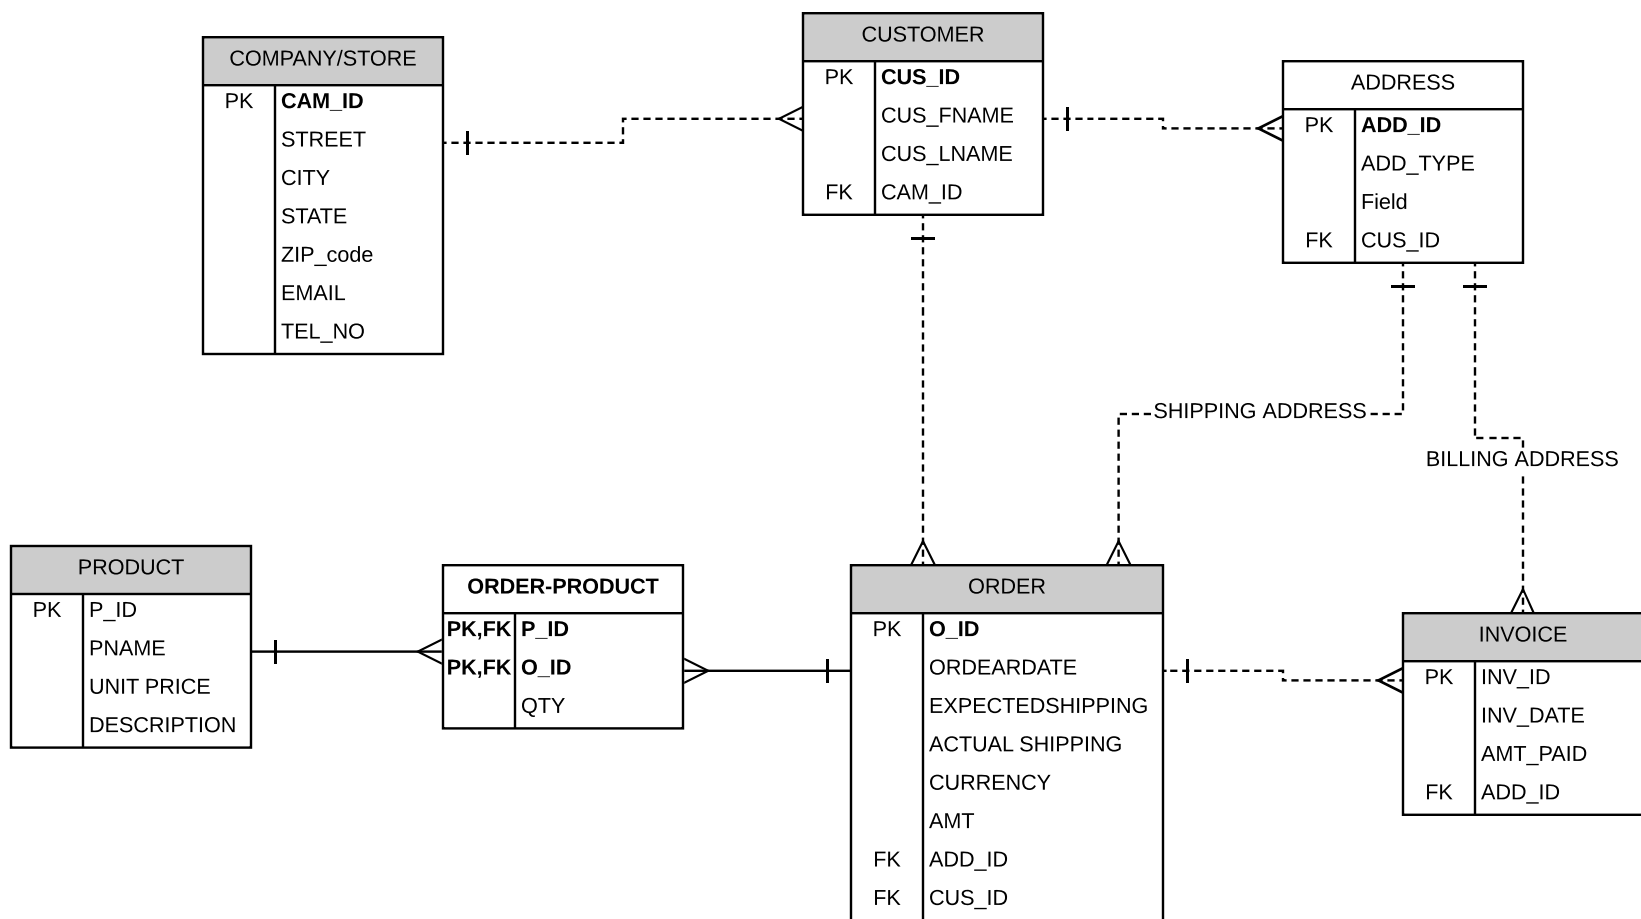 COMPANY/STORE
PK CAM_ID
STREET
CITY
STATE
ZIP_code
EMAIL
TEL_NO
CUSTOMER
PK CUS_ID
CUS_FNAME
CUS_LNAME
FK CAM_ID
ADDRESS
PK ADD_ID
ADD_TYPE
Field
FK CUS_ID
SHIPPING ADDRESS
BILLING ADDRESS
PRODUCT
PK P_ID
PNAME
UNIT PRICE
DESCRIPTION
ORDER-PRODUCT
PK,FK P_ID
PK,FK O_ID
QTY
ORDER
PK O_ID
ORDEARDATE
EXPECTEDSHIPPING
ACTUAL SHIPPING
CURRENCY
AMT
FK ADD_ID
FK CUS_ID
INVOICE
PK INV_ID
INV_DATE
AMT_PAID
FK ADD_ID